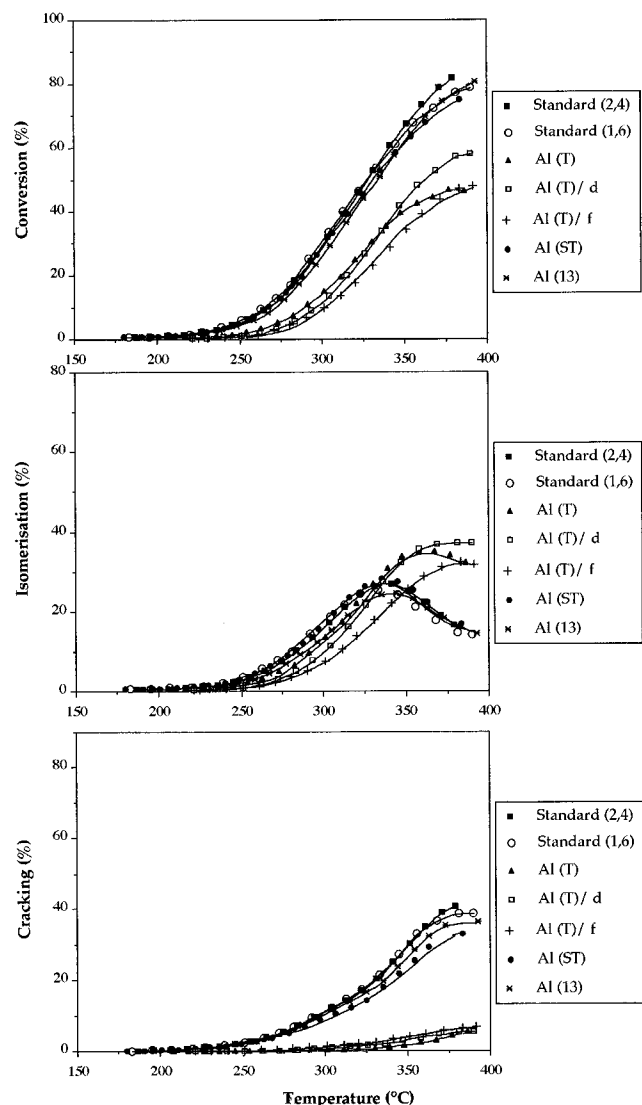 Conversion (%)
100
80
60
40
20
0
150
200
250
300
350
400
Standard (2,4)
Standard (1,6)
Al (T)
Al (T)/ d
Al (T)/ f
Al (ST)
Al (13)
Isomerisation (%)
80
60
40
20
0
150
200
250
300
350
400
Standard (2,4)
Standard (1,6)
Al (T)
Al (T)/ d
Al (T)/ f
Al (ST)
Al (13)
Cracking (%)
80
60
40
20
0
150
200
250
300
350
400
Temperature (°C)
Standard (2,4)
Standard (1,6)
Al (T)
Al (T)/ d
Al (T)/ f
Al (ST)
Al (13)